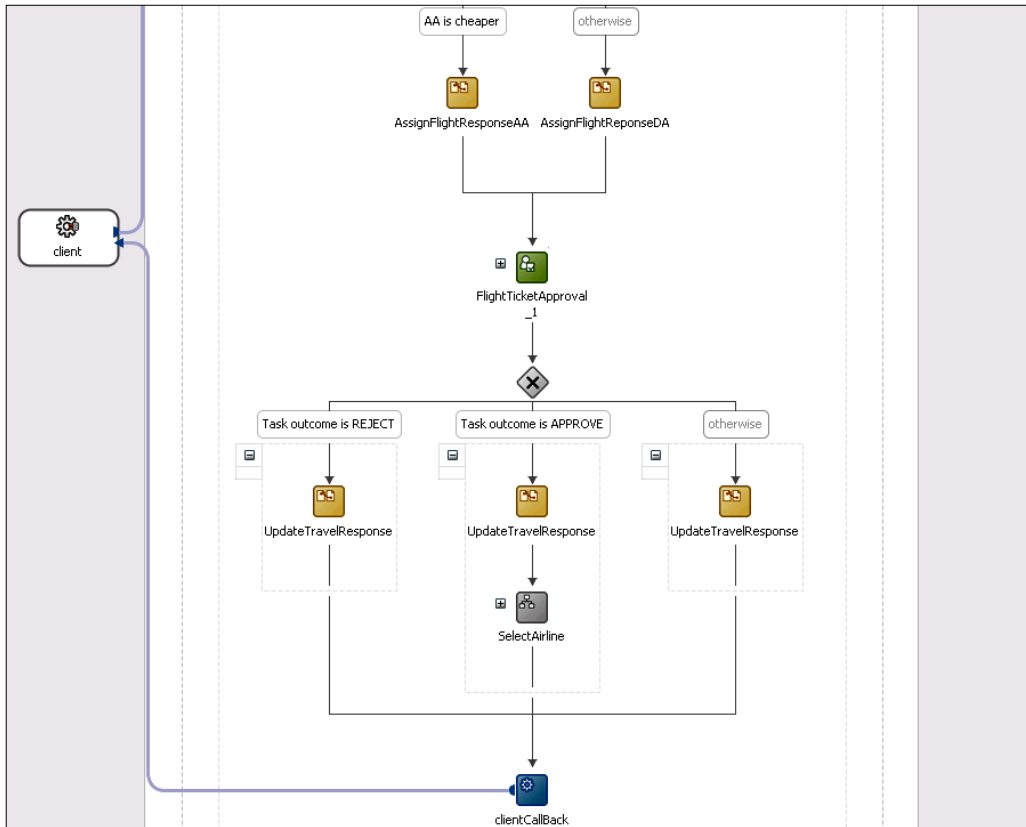 AA is cheaper
otherwise
AssignFlightResponseAA
AssignFlightReponseDA
client
FlightTicketApproval
_1
Task outcome is REJECT
Task outcome is APPROVE
otherwise
UpdateTravelResponse
UpdateTravelResponse
UpdateTravelResponse
SelectAirline
clientCallBack